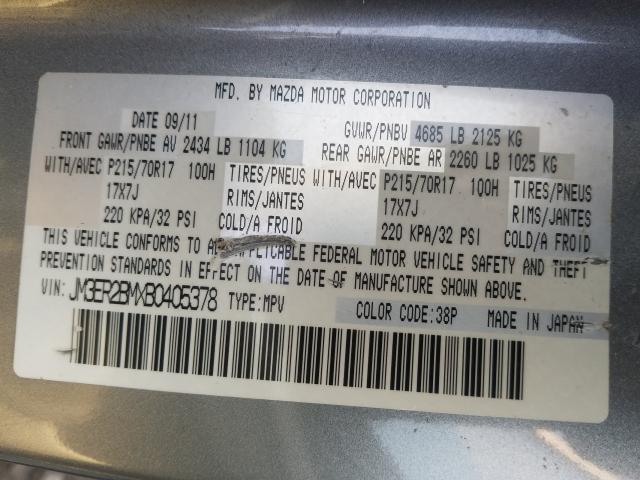 MFD. BY MAZDA MOTOR CORPORATION
DATE 09/11 GVWR/PNBV 4685 LB 2125 KG
FRONT GAWR/PNBE AV 2434 LB 1104 KG REAR GAWR/PNBE AR 2260 LB 1025 KG
WITH/AVEC P215/70R17 100H TIRES/PNEUS WITH/AVEC P215/70R17 100H TIRES/PNEUS
17X7J RIMS/JANTES 17X7J RIMS/JANTES
220 KPA/32 PSI COLD/A FROID 220 KPA/32 PSI COLD/A FROID
THIS VEHICLE CONFORMS TO ALL APPLICABLE FEDERAL MOTOR VEHICLE SAFETY AND THEFT
PREVENTION STANDARDS IN EFFECT ON THE DATE OF MANUFACTURE SHOWN ABOVE.
VIN: JM3ER2BMXB0405378 TYPE:MPV COLOR CODE:38P MADE IN JAPAN